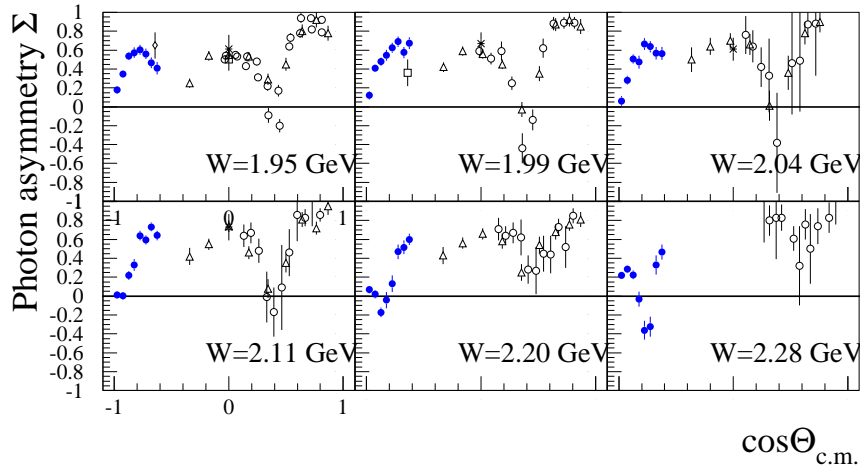 Photon asymmetry Σ
1
0.8
0.6
0.4
0.2
0
-0.2
-0.4
-0.6
-0.8
-1
W=1.95 GeV
W=1.99 GeV
W=2.04 GeV
-1 0 1
0.8
0.6
0.4
0.2
0
-0.2
-0.4
-0.6
-0.8
-1
W=2.11 GeV
W=2.20 GeV
W=2.28 GeV
-1 0 1
cosΘc.m.